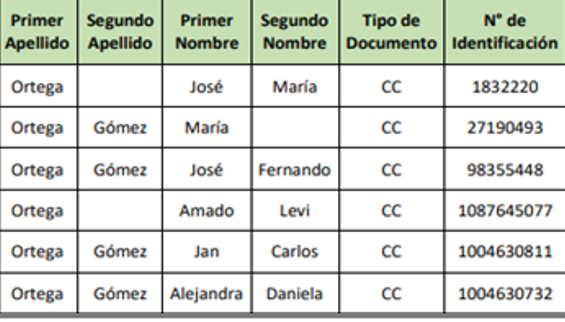 Primer Apellido Segundo Apellido Primer Nombre Segundo Nombre Tipo de Documento N° de Identificación
Ortega José María CC 1832220
Ortega Gómez María CC 27190493
Ortega Gómez José Fernando CC 98355448
Ortega Amado Levi CC 1087645077
Ortega Gómez Jan Carlos CC 1004630811
Ortega Gómez Alejandra Daniela CC 1004630732